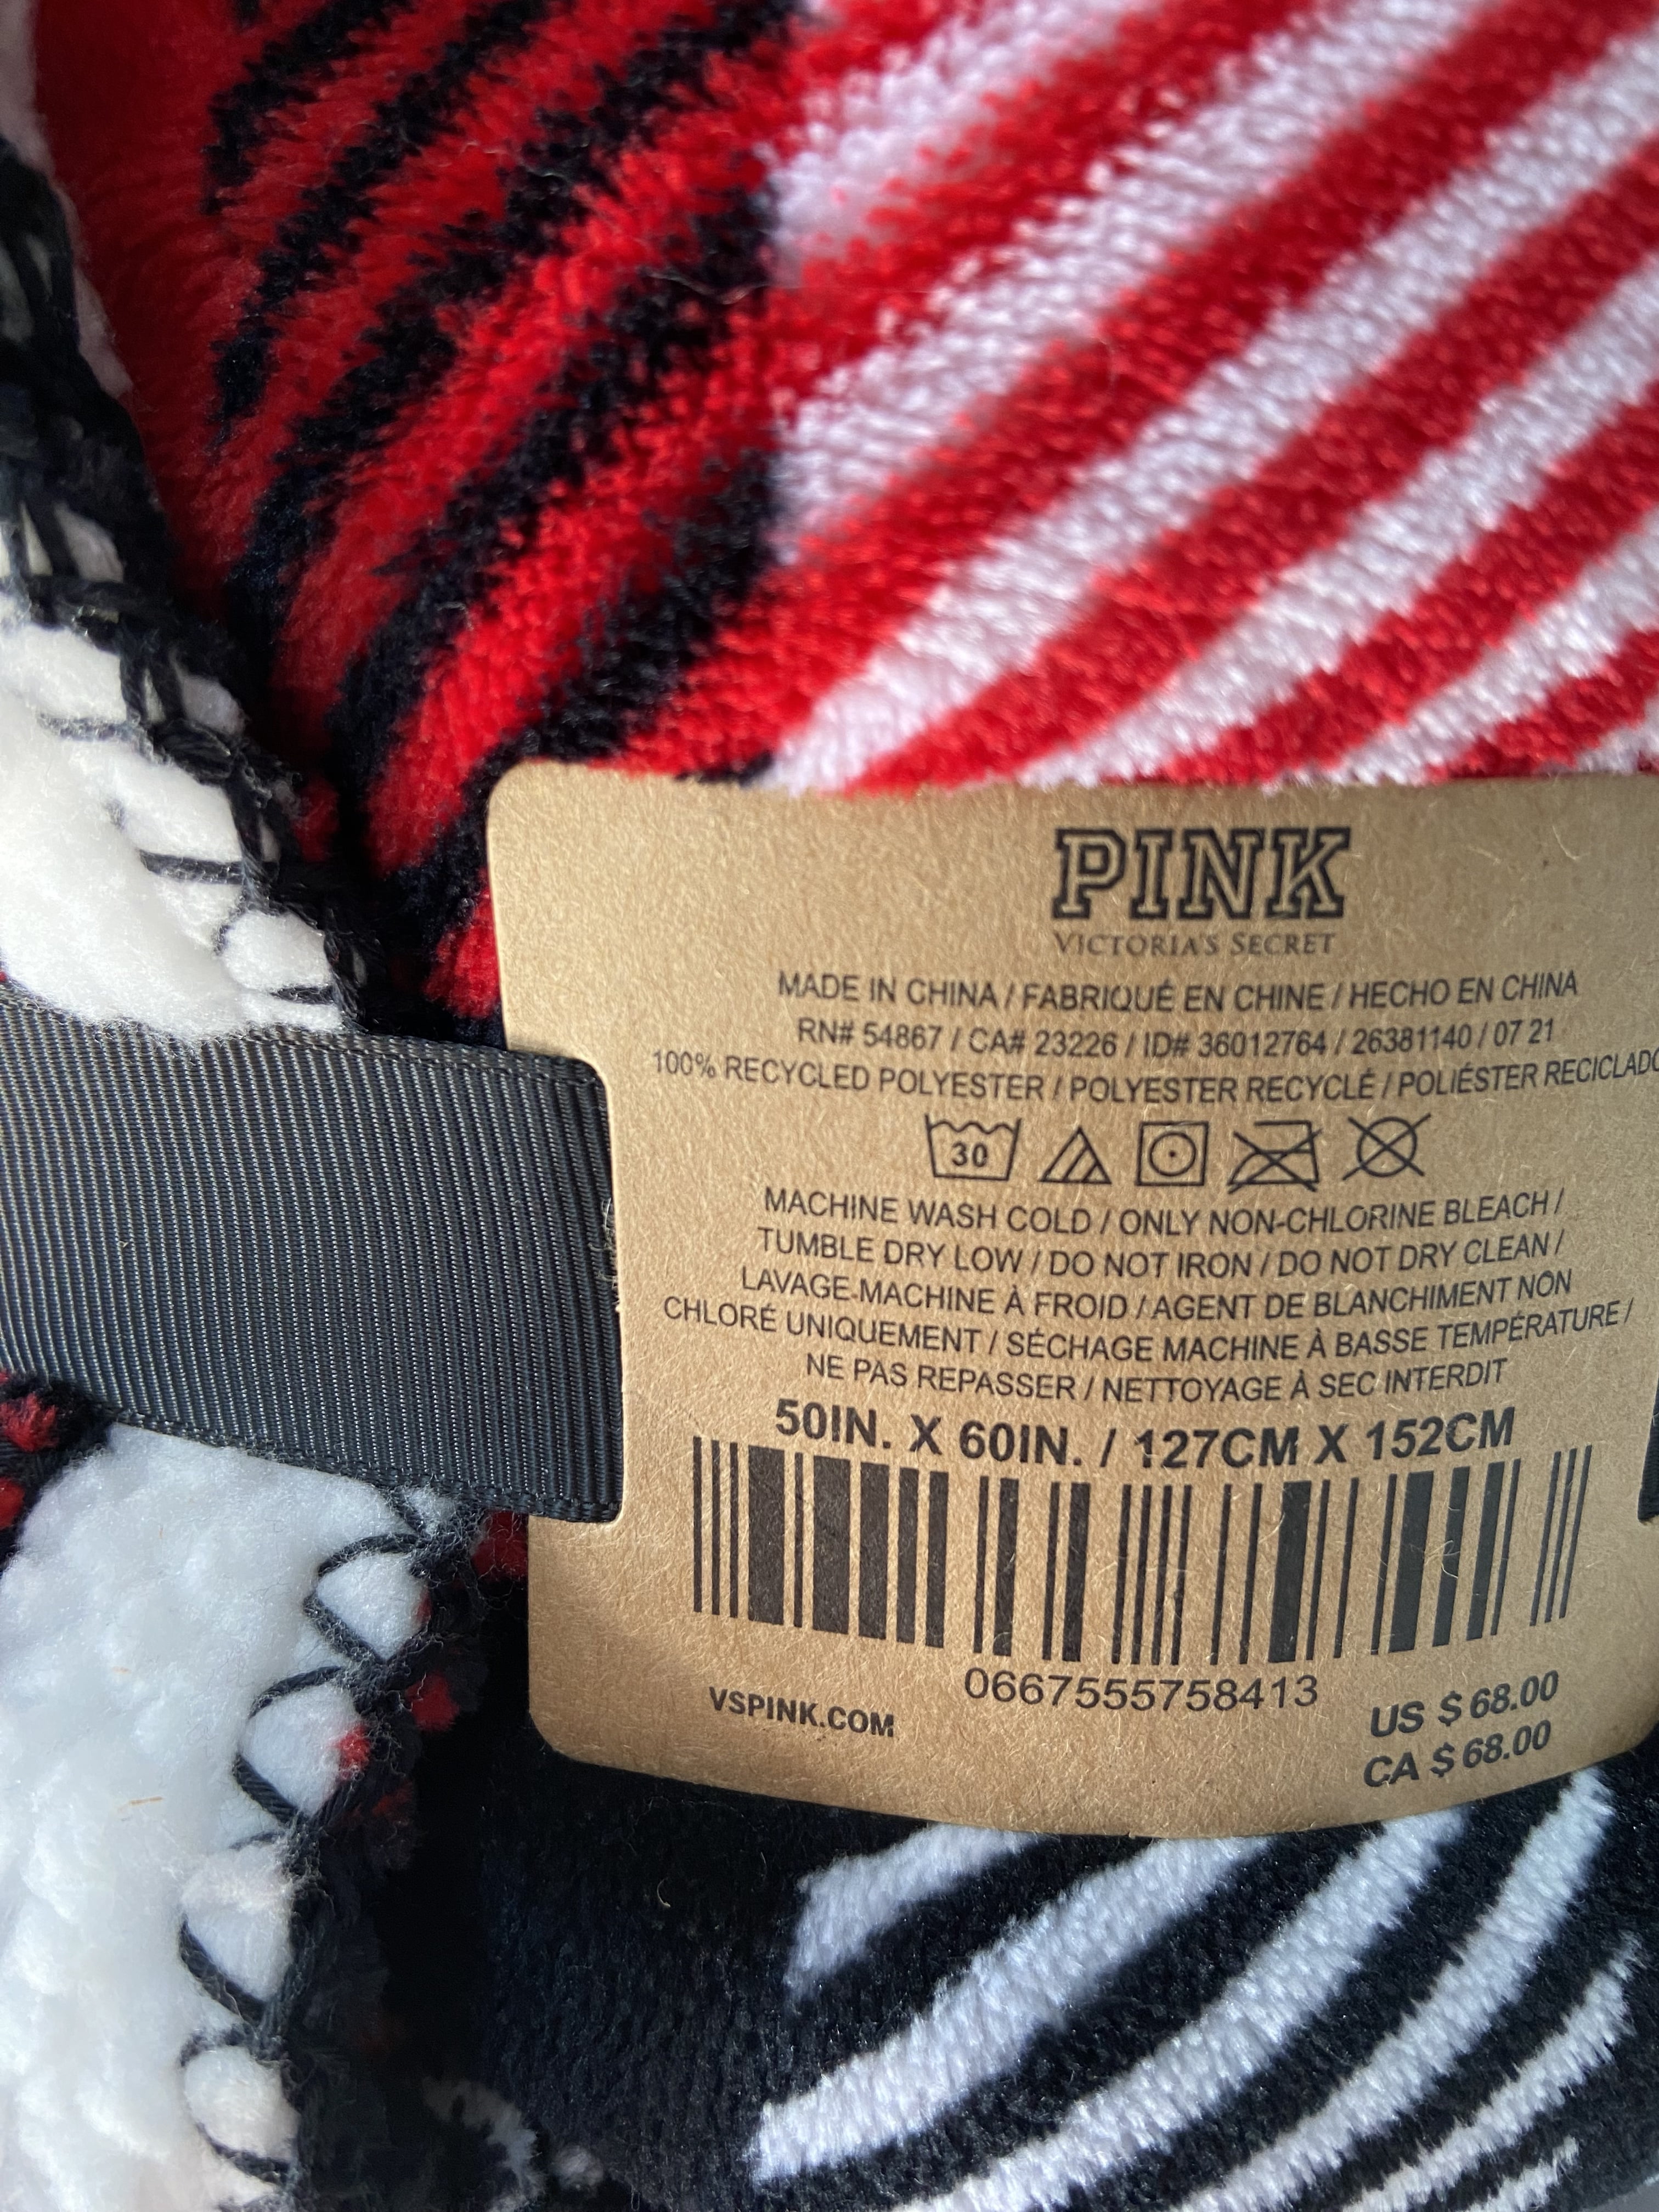 PINK
VICTORIA'S SECRET
MADE IN CHINA / FABRIQUÉ EN CHINE / HECHO EN CHINA
RN# 54867 / CA# 23226 / ID# 36012764 / 26381140 / 07 21
100% RECYCLED POLYESTER / POLYESTER RECYCLÉ / POLIÉSTER RECICLADO
30
MACHINE WASH COLD / ONLY NON-CHLORINE BLEACH /
TUMBLE DRY LOW / DO NOT IRON / DO NOT DRY CLEAN /
LAVAGE MACHINE À FROID / AGENT DE BLANCHIMENT NON
CHLORÉ UNIQUEMENT / SÉCHAGE MACHINE À BASSE TEMPÉRATURE /
NE PAS REPASSER / NETTOYAGE À SEC INTERDIT
50IN. X 60IN. / 127CM X 152CM
0667555758413
VSPINK.COM
US $ 68.00
CA $ 68.00